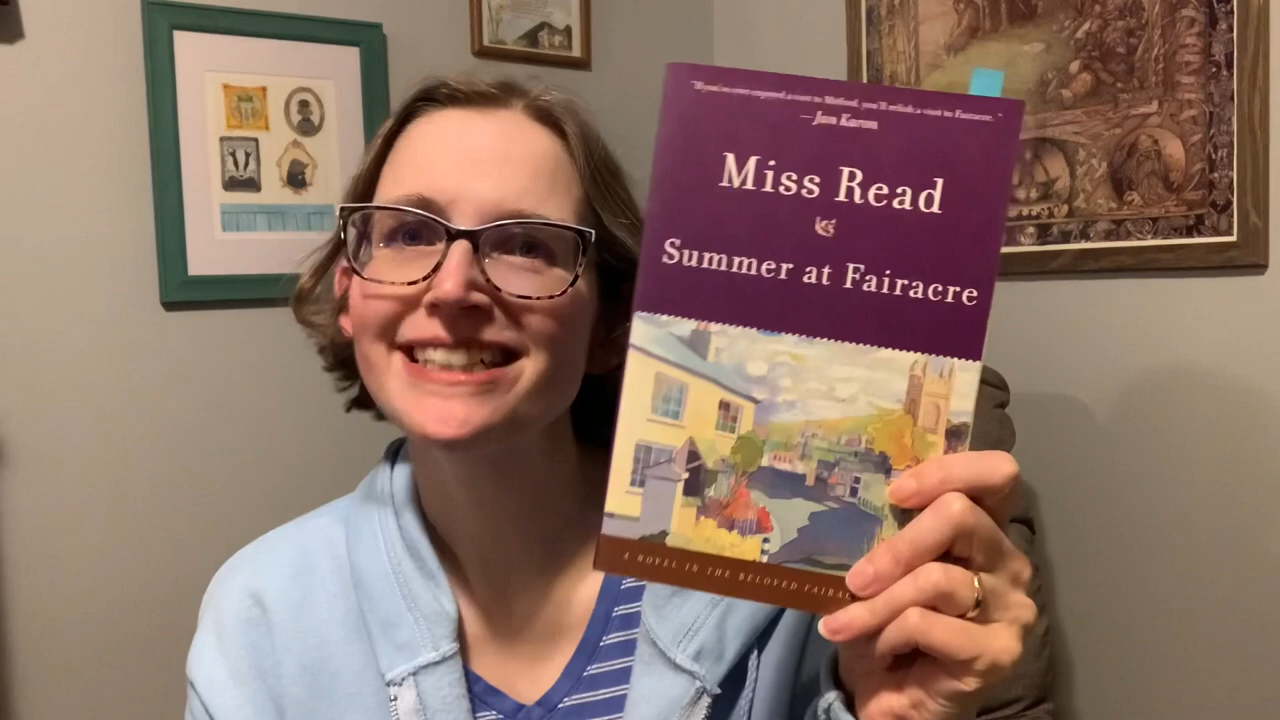 "If you've ever enjoyed a visit to Mitford, you'll relish a visit to Fairacre."
—Jan Karon
Miss Read
Summer at Fairacre
A NOVEL IN THE BELOVED